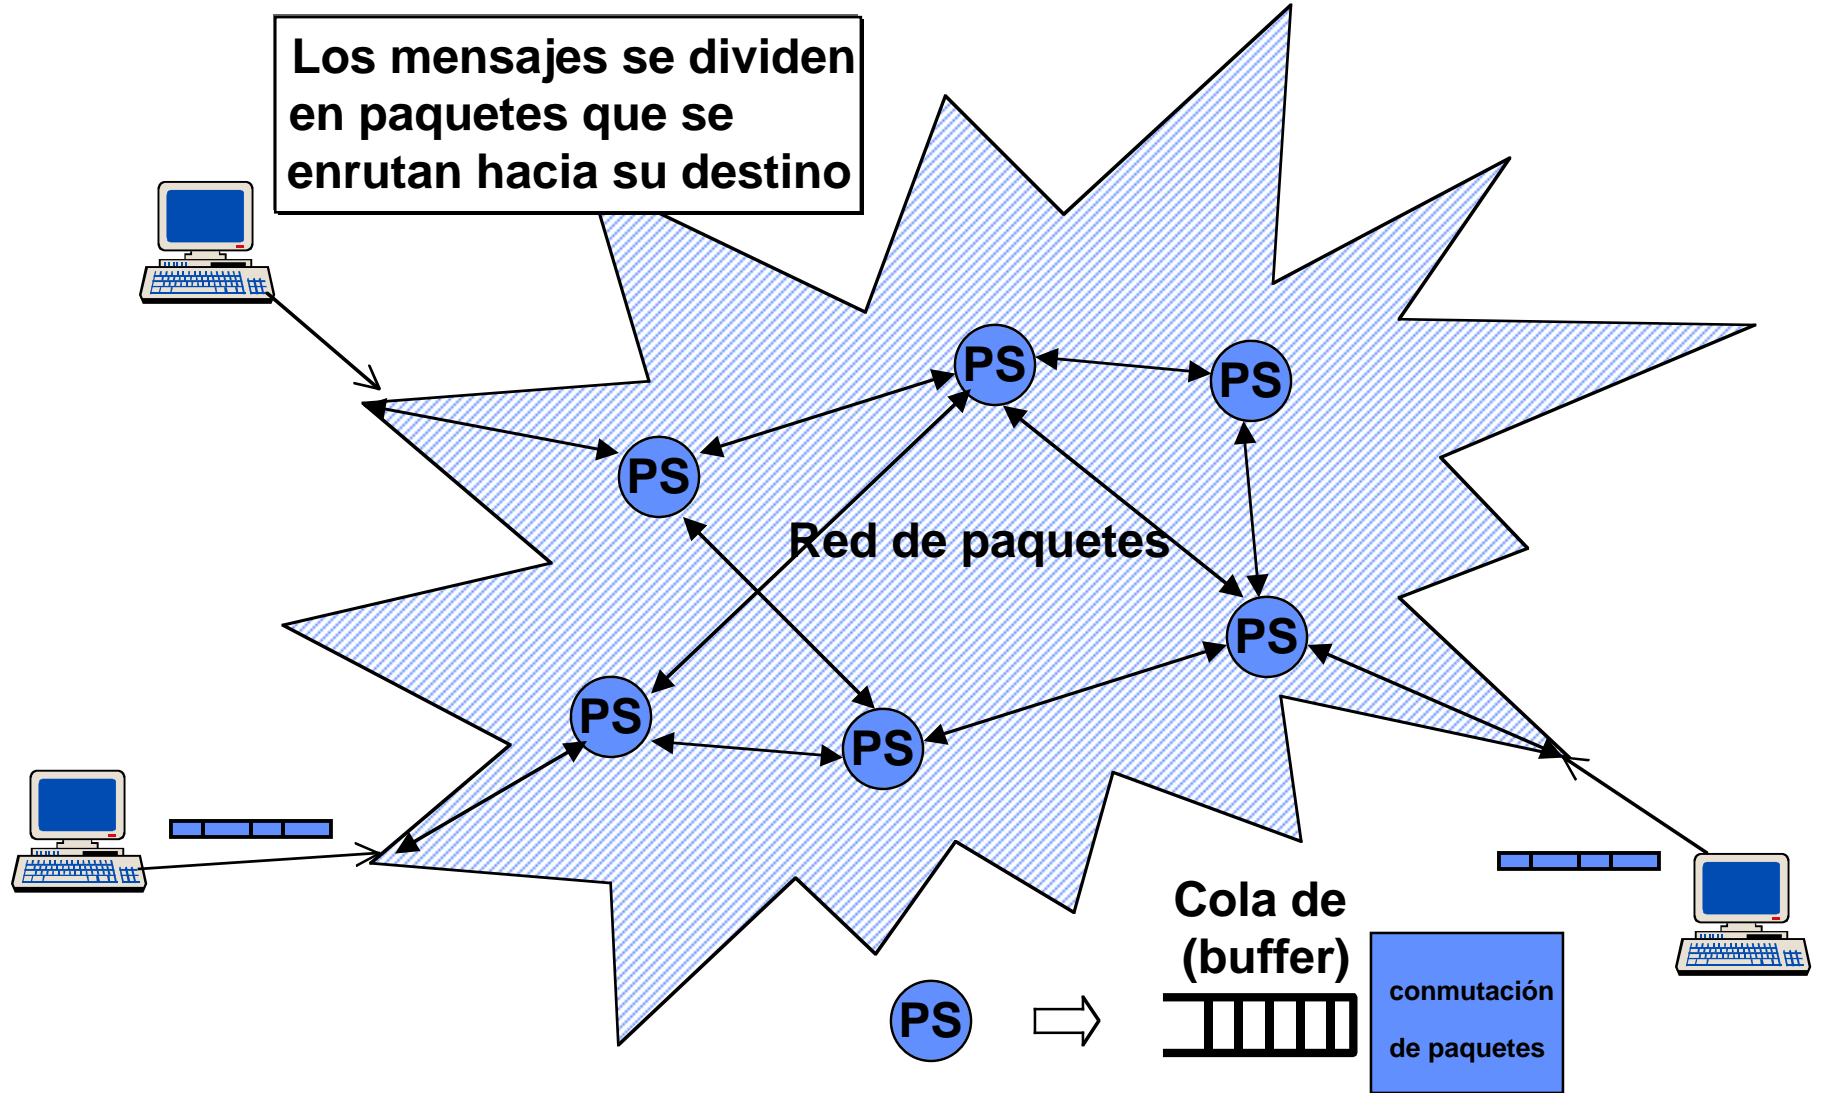 Los mensajes se dividen
en paquetes que se
enrutan hacia su destino
PS
PS
PS
Red de paquetes
PS
PS
PS
Cola de
(buffer)
PS
conmutación
de paquetes